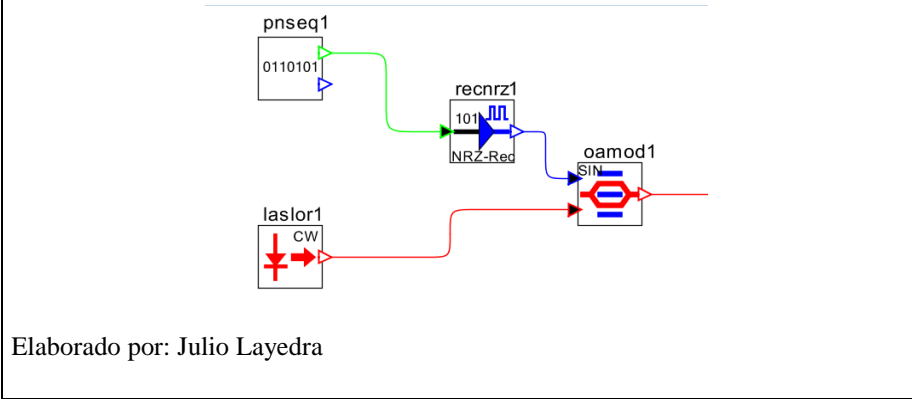 pnseq1
0110101
recnrz1
101
NRZ-Rec
oamod1
SIN
laslor1
CW
Elaborado por: Julio Layedra